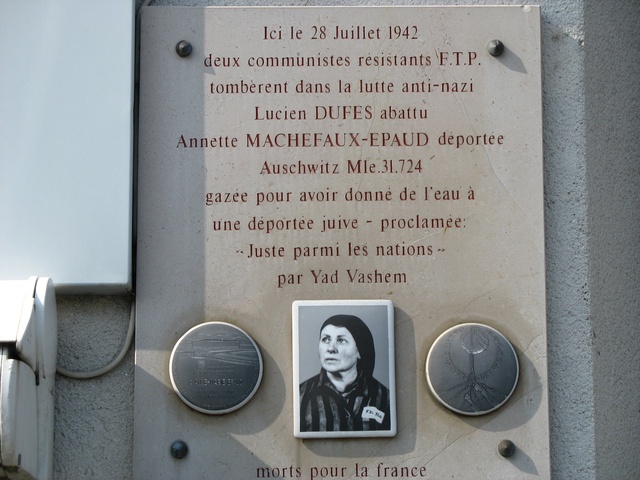 Ici le 28 Juillet 1942
deux communistes résistants F.T.P.
tombèrent dans la lutte anti-nazi
Lucien DUFES abattu
Annette MACHEFAUX-EPAUD déportée
Auschwitz Mle.31.724
gazée pour avoir donné de l'eau à
une déportée juive - proclamée:
"Juste parmi les nations"
par Yad Vashem
morts pour la france